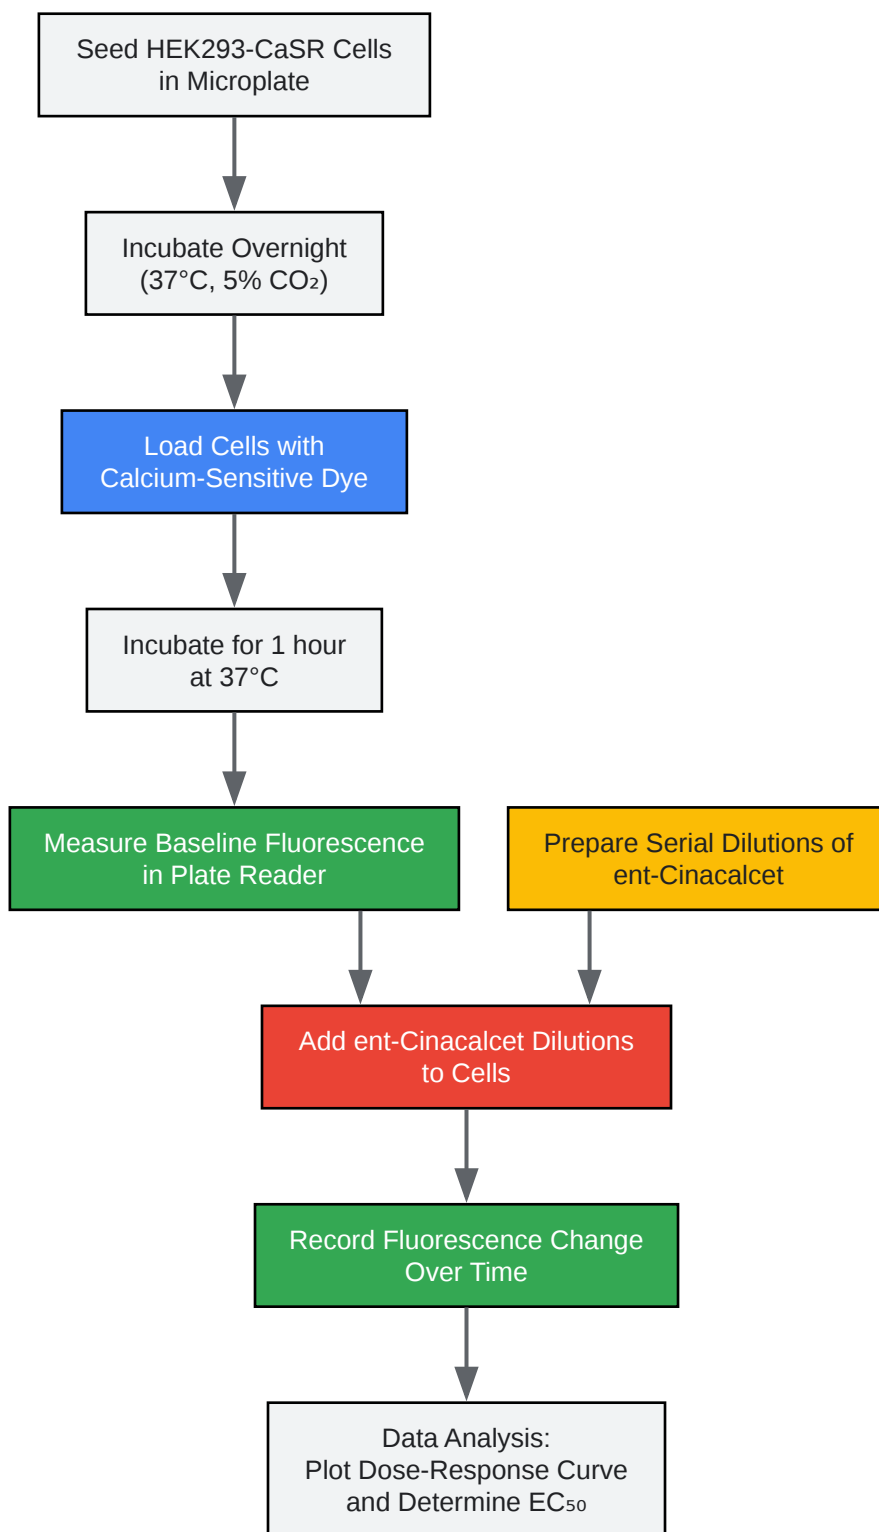 Seed HEK293-CaSR Cells
in Microplate
Incubate Overnight
(37°C, 5% CO₂)
Load Cells with
Calcium-Sensitive Dye
Incubate for 1 hour
at 37°C
Measure Baseline Fluorescence
in Plate Reader
Prepare Serial Dilutions of
ent-Cinacalcet
Add ent-Cinacalcet Dilutions
to Cells
Record Fluorescence Change
Over Time
Data Analysis:
Plot Dose-Response Curve
and Determine EC₅₀